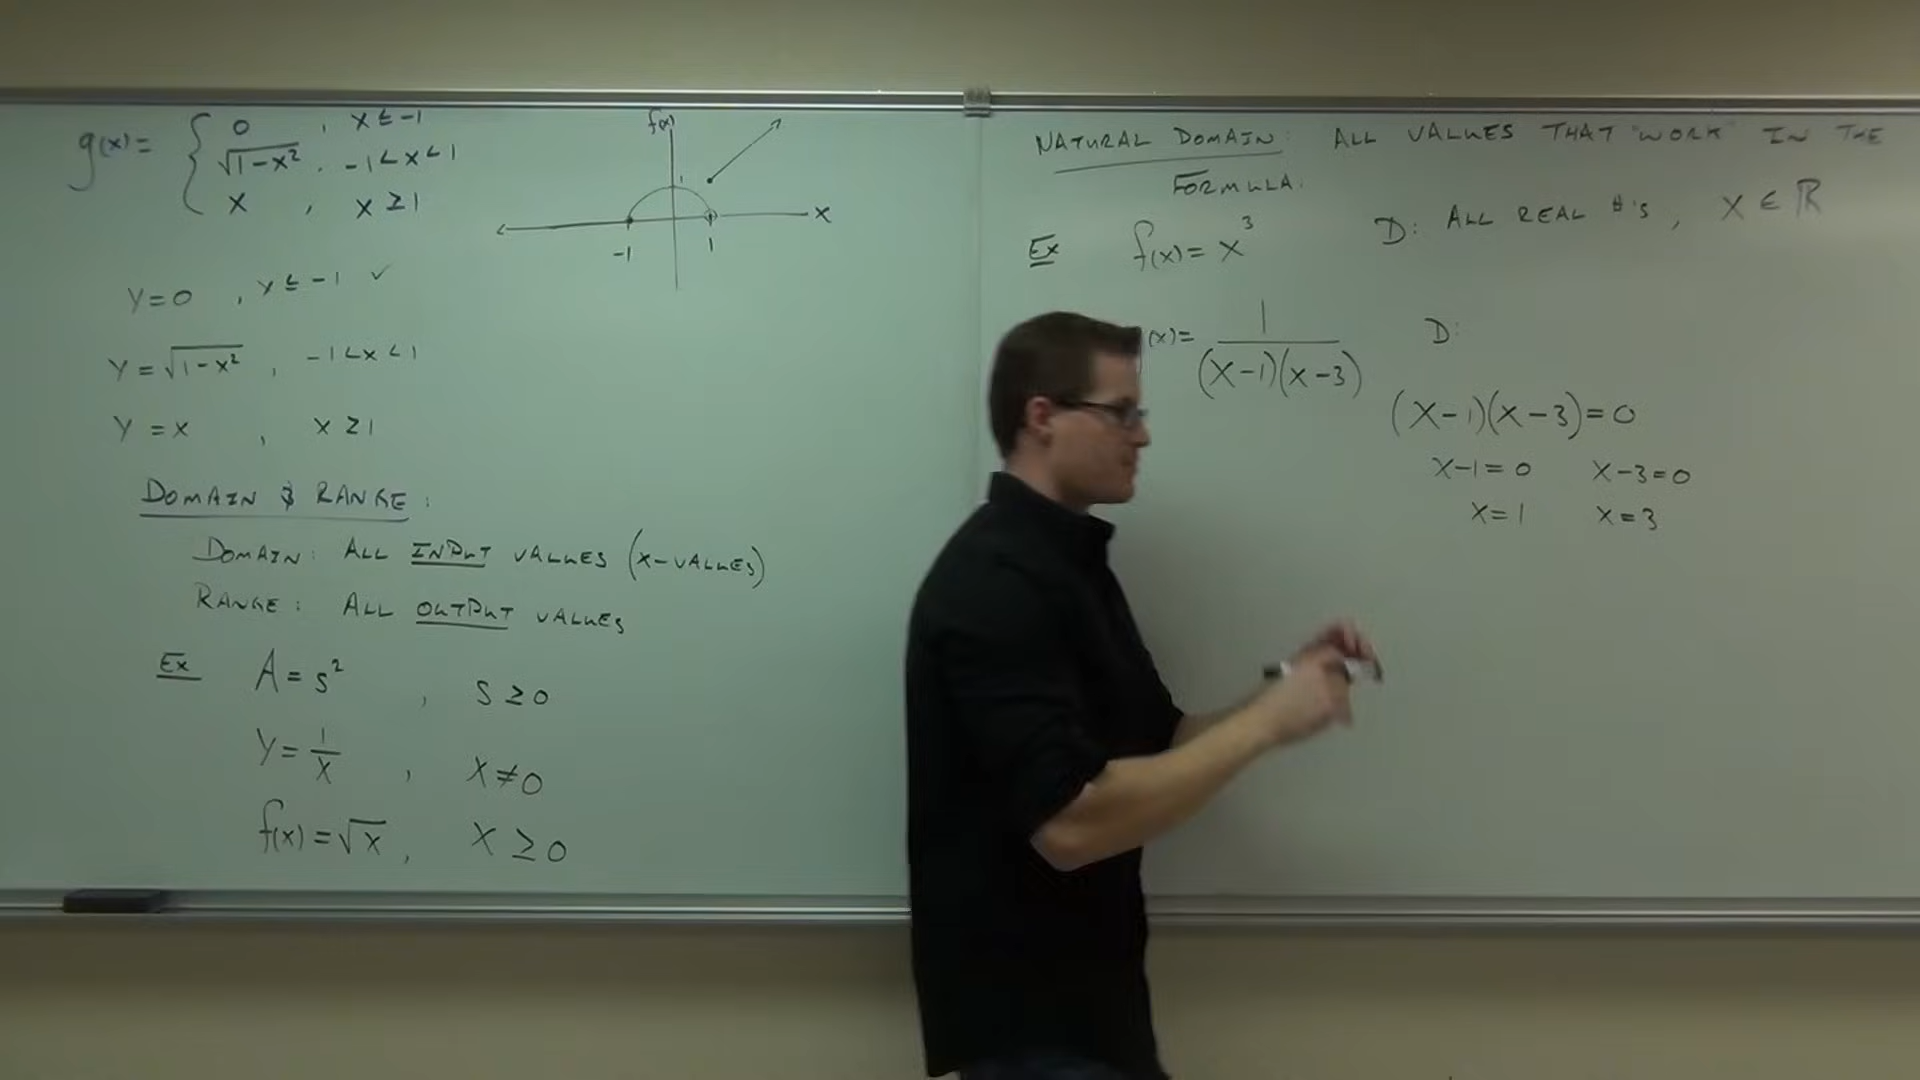 g(x) = { 0 , x ≤ -1
√1-x² , -1 < x < 1
x , x ≥ 1
f(x)
1
x
-1
1
y = 0 , x ≤ -1 ✓
y = √1-x² , -1 < x < 1
y = x , x ≥ 1
DOMAIN & RANGE:
DOMAIN: ALL INPUT VALUES (X-VALUES)
RANGE: ALL OUTPUT VALUES
Ex A = s² , s ≥ 0
y = 1/x , x ≠ 0
f(x) = √x , x ≥ 0
NATURAL DOMAIN: ALL VALUES THAT "WORK" IN THE
FORMULA.
Ex f(x) = x³ D: ALL REAL #'s , x ∈ ℝ
(x) = 1/(x-1)(x-3) D:
(x-1)(x-3) = 0
x-1 = 0 x-3 = 0
x = 1 x = 3